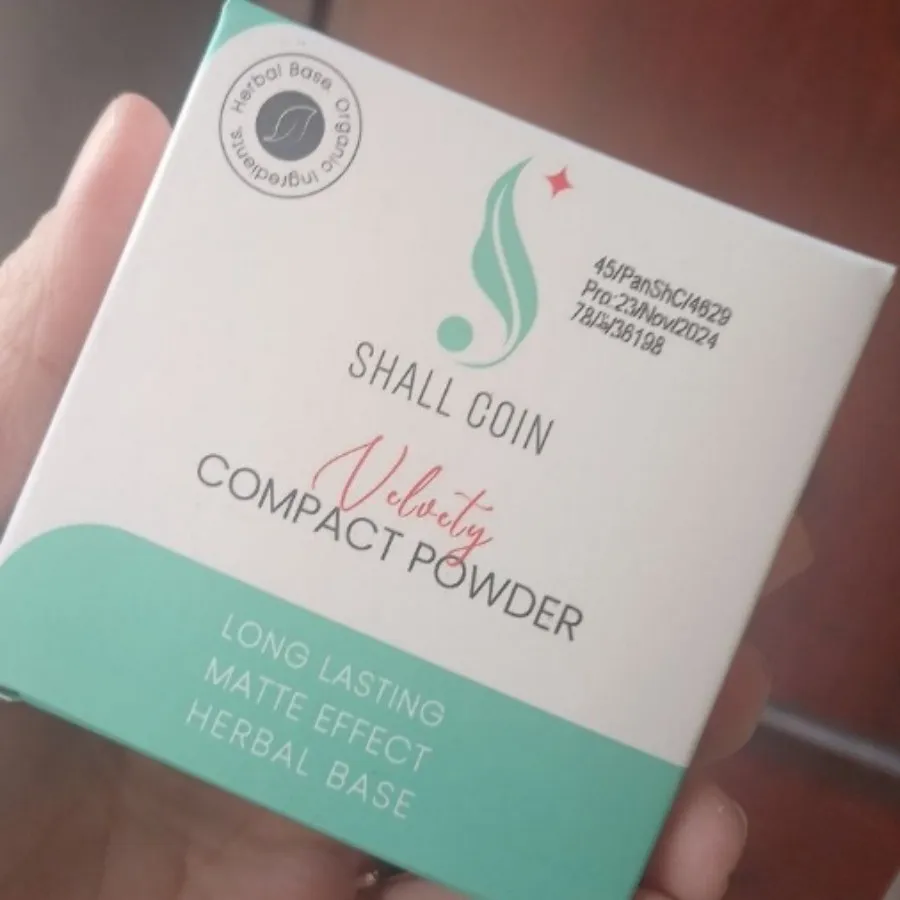 Herbal Base. Organic Ingredients.
45/PanShC/4629
Pro:23/Nov/2024
SHALL COIN
Velvety
COMPACT POWDER
LONG LASTING
MATTE EFFECT
HERBAL BASE